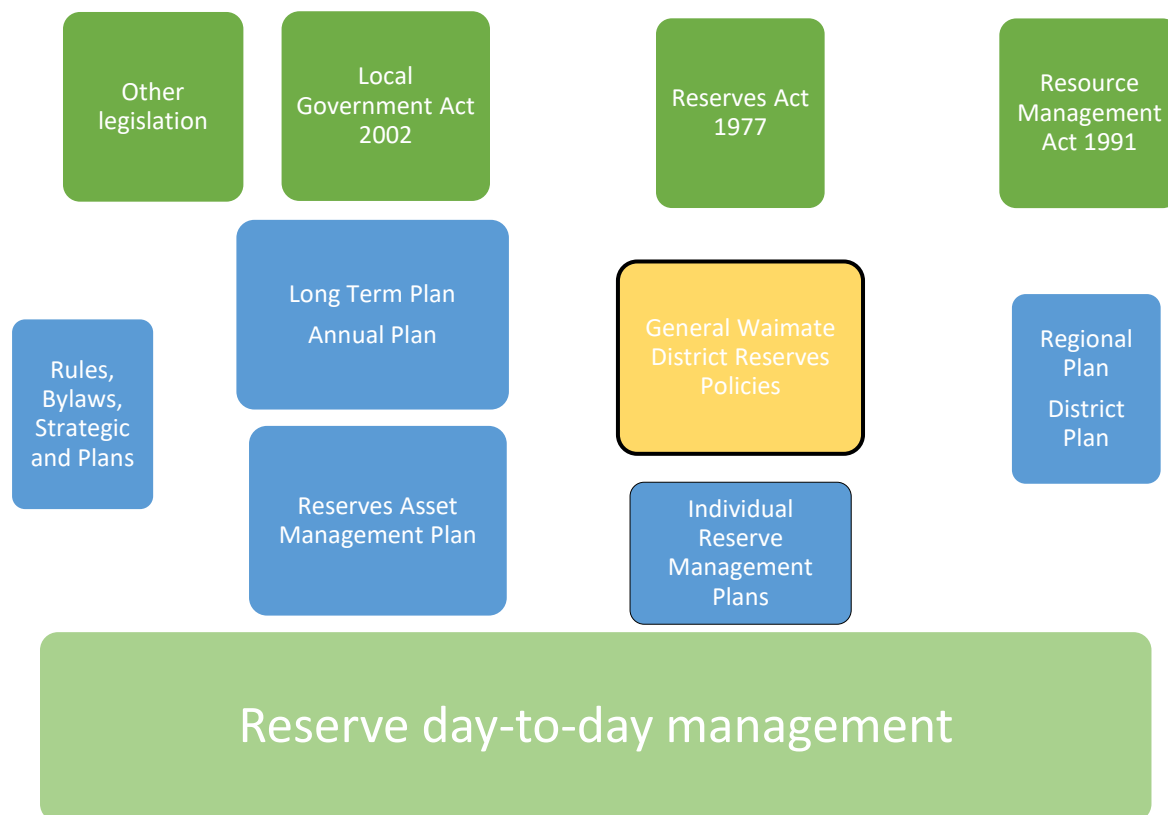 Other
legislation
Local
Government Act
2002
Reserves Act
1977
Resource
Management
Act 1991
Rules,
Bylaws,
Strategic
and Plans
Long Term Plan
Annual Plan
Reserves Asset
Management Plan
General Waimate
District Reserves
Policies
Individual
Reserve
Management
Plans
Regional
Plan
District
Plan
Reserve day-to-day management